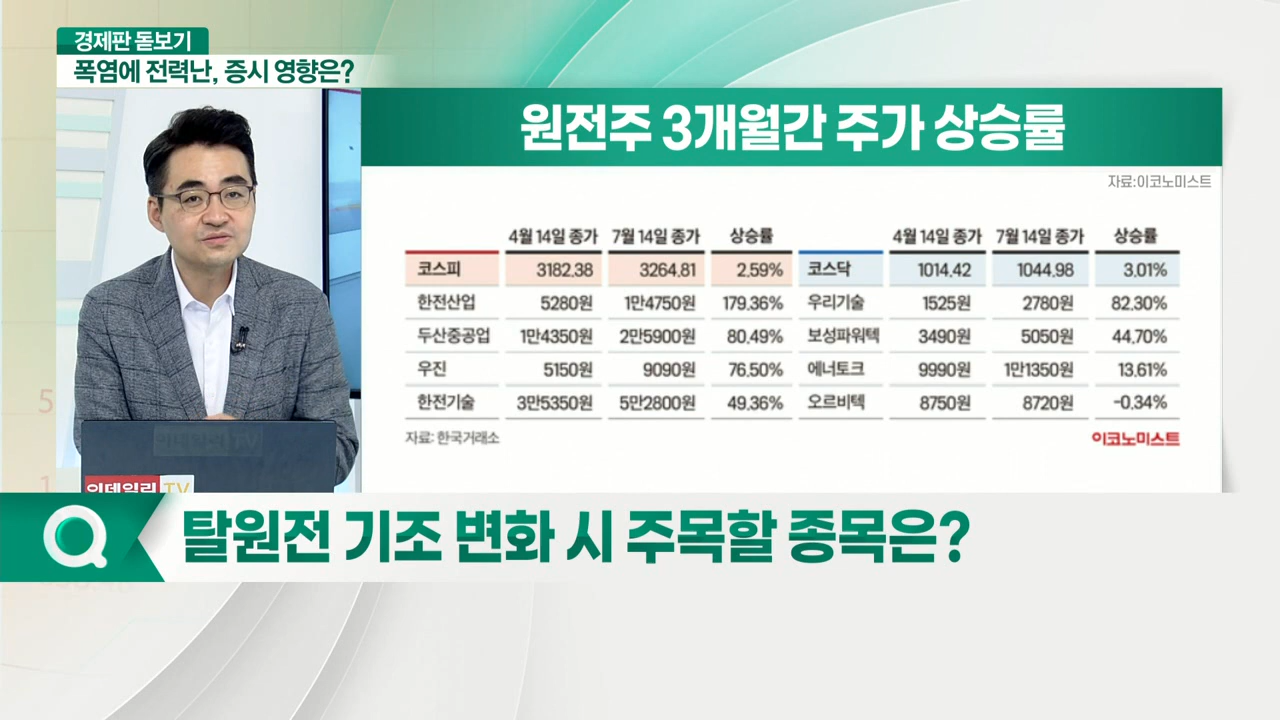 경제판 돋보기
폭염에 전력난, 증시 영향은?
원전주 3개월간 주가 상승률
자료:이코노미스트
4월 14일 종가 7월 14일 종가 상승률 4월 14일 종가 7월 14일 종가 상승률
코스피 3182.38 3264.81 2.59% 코스닥 1014.42 1044.98 3.01%
한전산업 5280원 1만4750원 179.36% 우리기술 1525원 2780원 82.30%
두산중공업 1만4350원 2만5900원 80.49% 보성파워텍 3490원 5050원 44.70%
우진 5150원 9090원 76.50% 에너토크 9990원 1만1350원 13.61%
한전기술 3만5350원 5만2800원 49.36% 오르비텍 8750원 8720원 -0.34%
자료: 한국거래소
이코노미스트
이데일리 TV
이데일리 TV
Q 탈원전 기조 변화 시 주목할 종목은?